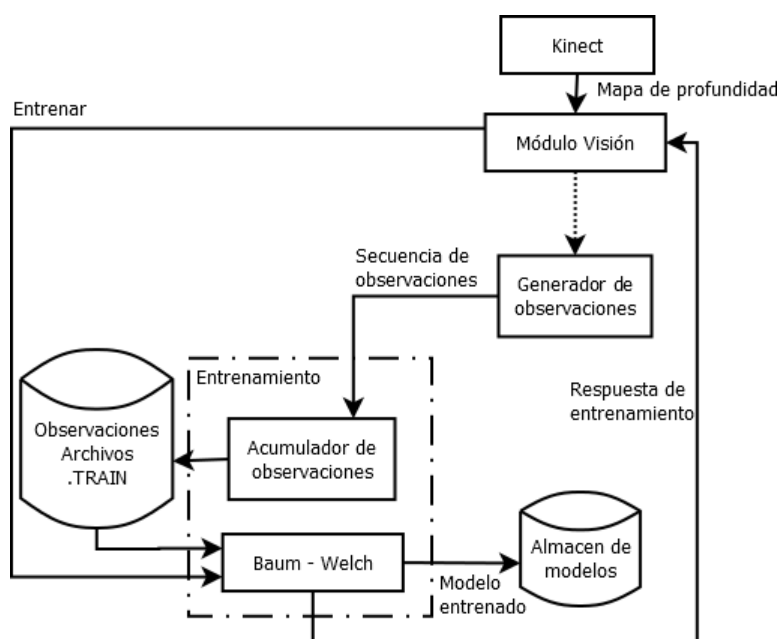 Kinect
Mapa de profundidad
Entrenar
Módulo Visión
Secuencia de
observaciones
Generador de
observaciones
Entrenamiento
Respuesta de
entrenamiento
Observaciones
Archivos
.TRAIN
Acumulador de
observaciones
Baum - Welch
Almacen de
modelos
Modelo
entrenado